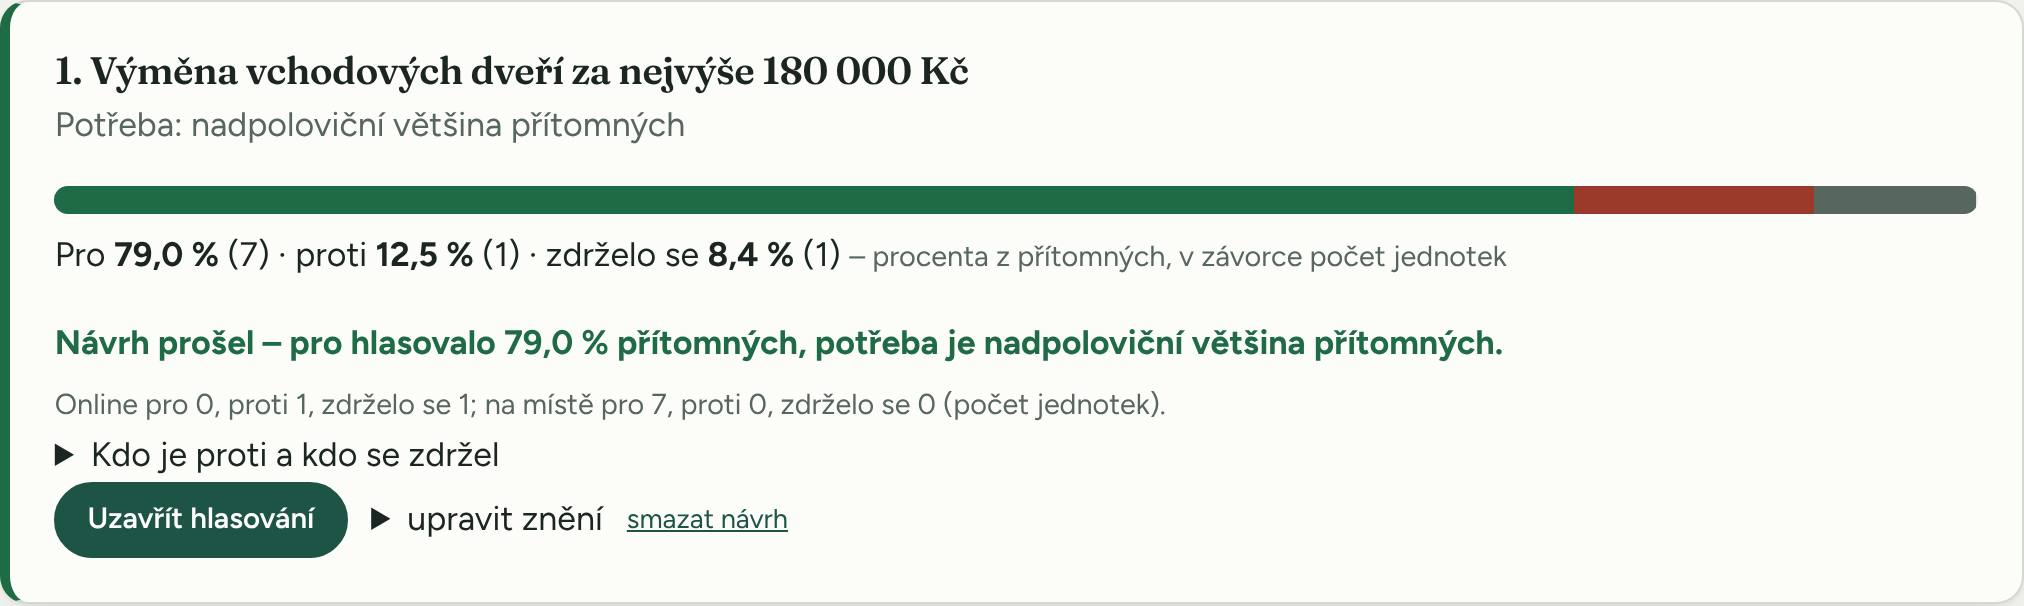 1. Výměna vchodových dveří za nejvýše 180 000 Kč
Potřeba: nadpoloviční většina přítomných
Pro 79,0 % (7) · proti 12,5 % (1) · zdrželo se 8,4 % (1) – procenta z přítomných, v závorce počet jednotek
Návrh prošel – pro hlasovalo 79,0 % přítomných, potřeba je nadpoloviční většina přítomných.
Online pro 0, proti 1, zdrželo se 1; na místě pro 7, proti 0, zdrželo se 0 (počet jednotek).
▶ Kdo je proti a kdo se zdržel
Uzavřít hlasování ▶ upravit znění smazat návrh